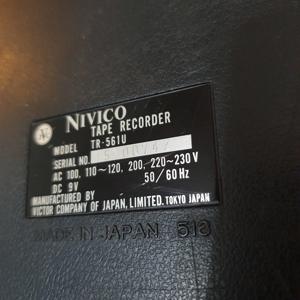 NIVICO
TAPE RECORDER
MODEL TR-561U
SERIAL NO.
AC 100, 110~120, 200, 220~230V
DC 9V 50/60 Hz
MANUFACTURED BY
VICTOR COMPANY OF JAPAN, LIMITED. TOKYO JAPAN
MADE IN JAPAN 513